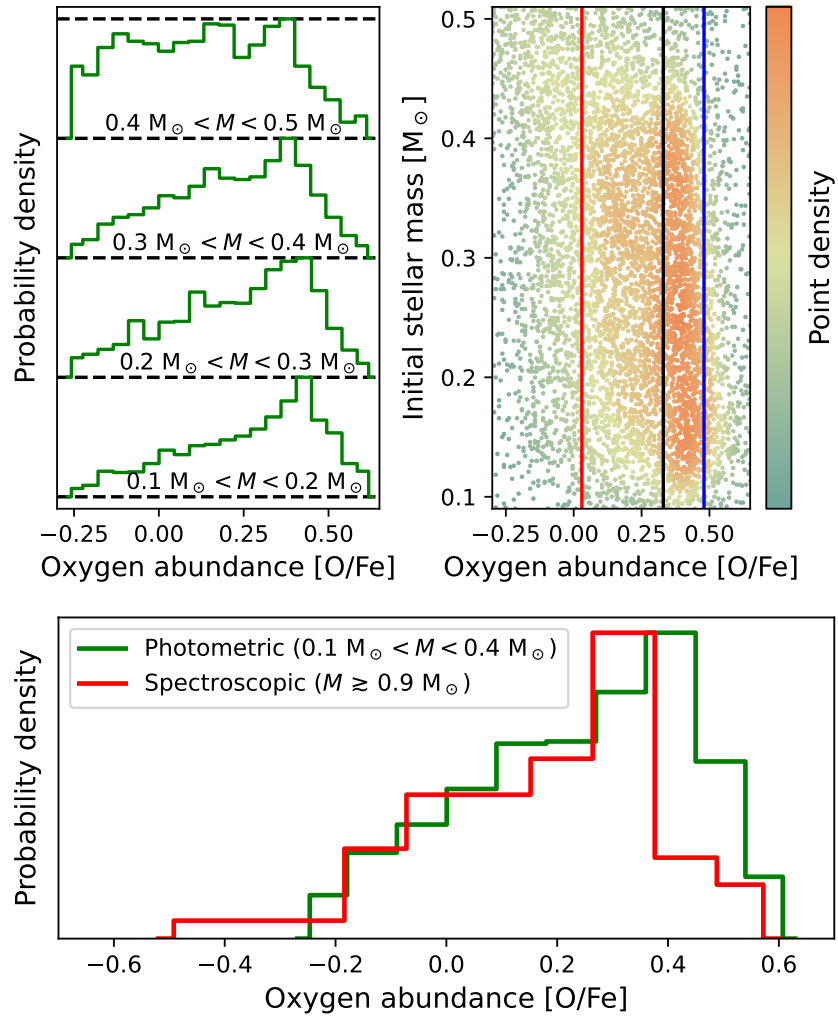 Probability density
0.4 M⊙ < M < 0.5 M⊙
0.3 M⊙ < M < 0.4 M⊙
0.2 M⊙ < M < 0.3 M⊙
0.1 M⊙ < M < 0.2 M⊙
−0.25 0.00 0.25 0.50
Oxygen abundance [O/Fe]
Initial stellar mass [M⊙]
0.5
0.4
0.3
0.2
0.1
−0.25 0.00 0.25 0.50
Oxygen abundance [O/Fe]
Point density
Probability density
Photometric (0.1 M⊙ < M < 0.4 M⊙)
Spectroscopic (M ≳ 0.9 M⊙)
−0.6 −0.4 −0.2 0.0 0.2 0.4 0.6
Oxygen abundance [O/Fe]